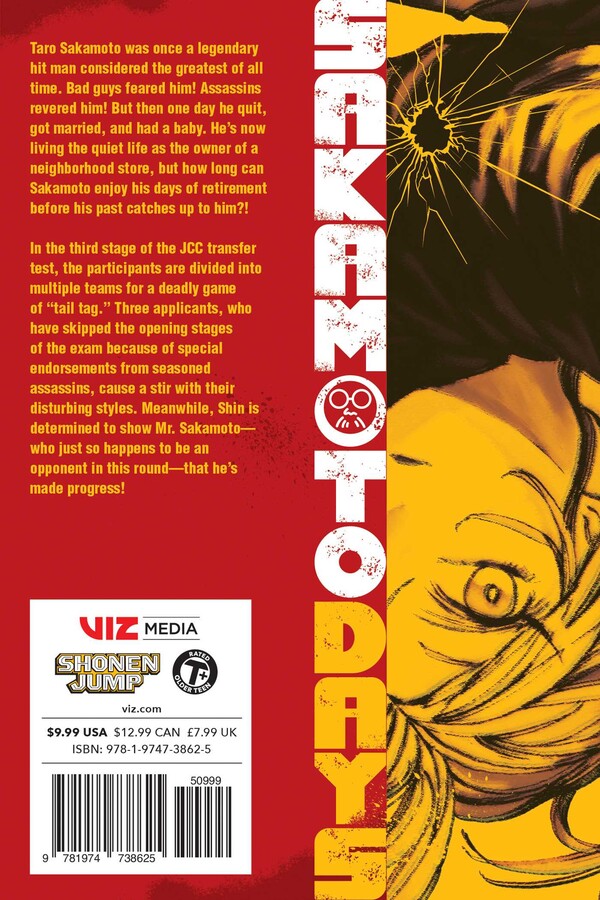 Taro Sakamoto was once a legendary
hit man considered the greatest of all
time. Bad guys feared him! Assassins
revered him! But then one day he quit,
got married, and had a baby. He's now
living the quiet life as the owner of a
neighborhood store, but how long can
Sakamoto enjoy his days of retirement
before his past catches up to him?!
In the third stage of the JCC transfer
test, the participants are divided into
multiple teams for a deadly game
of “tail tag.” Three applicants, who
have skipped the opening stages
of the exam because of special
endorsements from seasoned
assassins, cause a stir with their
disturbing styles. Meanwhile, Shin is
determined to show Mr. Sakamoto—
who just so happens to be an
opponent in this round—that he's
made progress!
SAKAMOTO DAYS
VIZ MEDIA
SHONEN
JUMP
RATED
T+
OLDER TEEN
viz.com
$9.99 USA $12.99 CAN £7.99 UK
ISBN: 978-1-9747-3862-5
50999
9 781974 738625